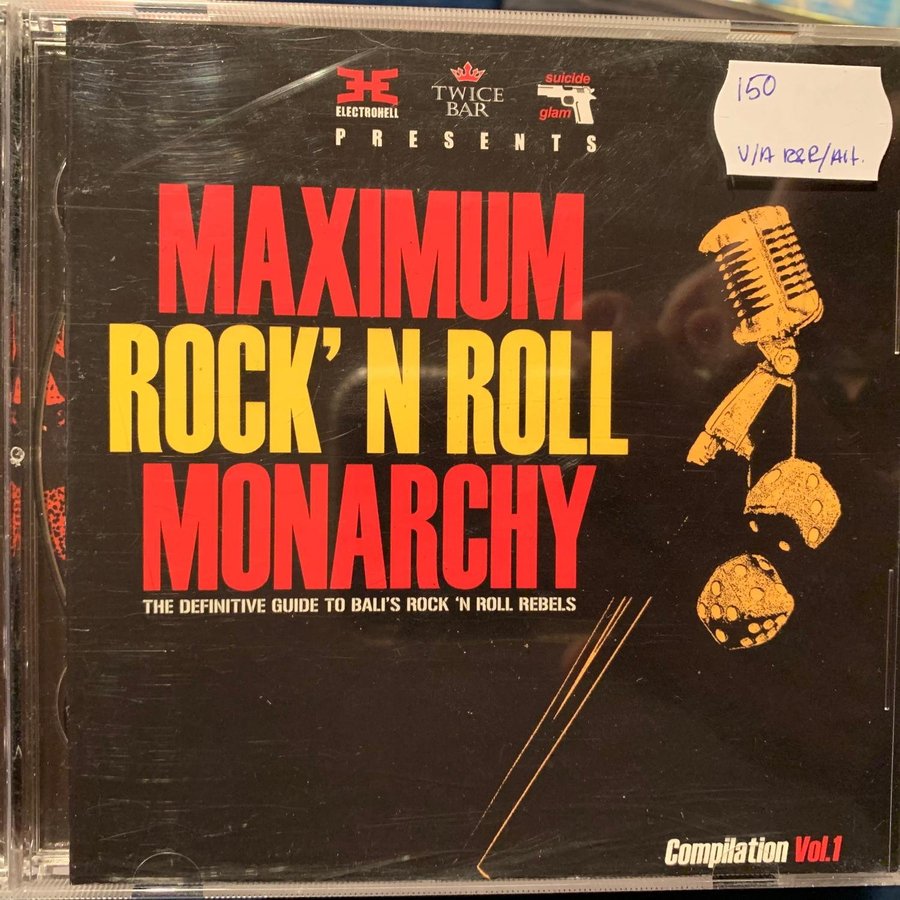 ELECTROHELL
TWICE
BAR
suicide
glam
PRESENTS
150
V/A R&R/Alt.
MAXIMUM
ROCK' N ROLL
MONARCHY
THE DEFINITIVE GUIDE TO BALI'S ROCK 'N ROLL REBELS
Compilation Vol.1